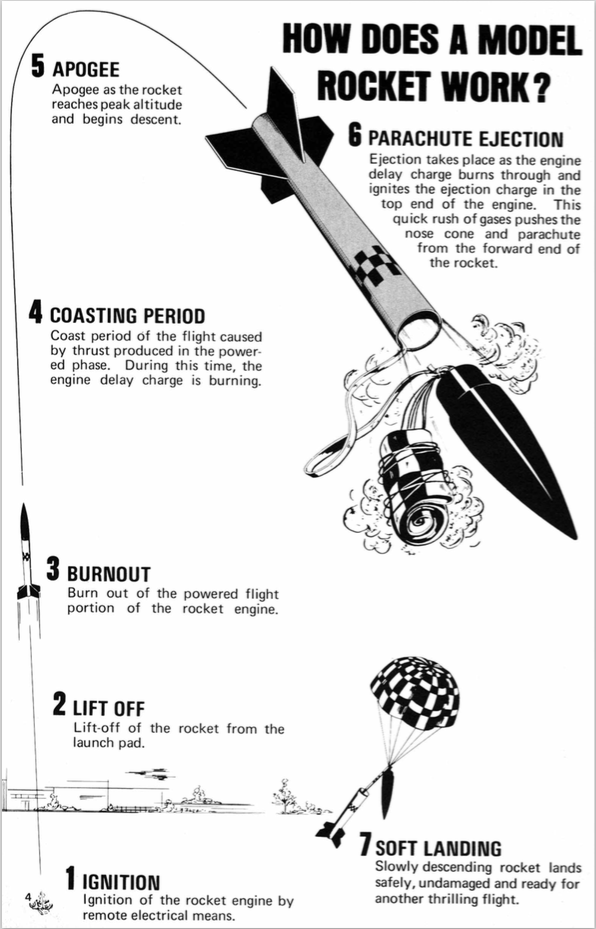 HOW DOES A MODEL
ROCKET WORK?
5 APOGEE
Apogee as the rocket
reaches peak altitude
and begins descent.
6 PARACHUTE EJECTION
Ejection takes place as the engine
delay charge burns through and
ignites the ejection charge in the
top end of the engine. This
quick rush of gases pushes the
nose cone and parachute
from the forward end of
the rocket.
4 COASTING PERIOD
Coast period of the flight caused
by thrust produced in the power-
ed phase. During this time, the
engine delay charge is burning.
3 BURNOUT
Burn out of the powered flight
portion of the rocket engine.
2 LIFT OFF
Lift-off of the rocket from the
launch pad.
7 SOFT LANDING
Slowly descending rocket lands
safely, undamaged and ready for
another thrilling flight.
1 IGNITION
Ignition of the rocket engine by
remote electrical means.
4